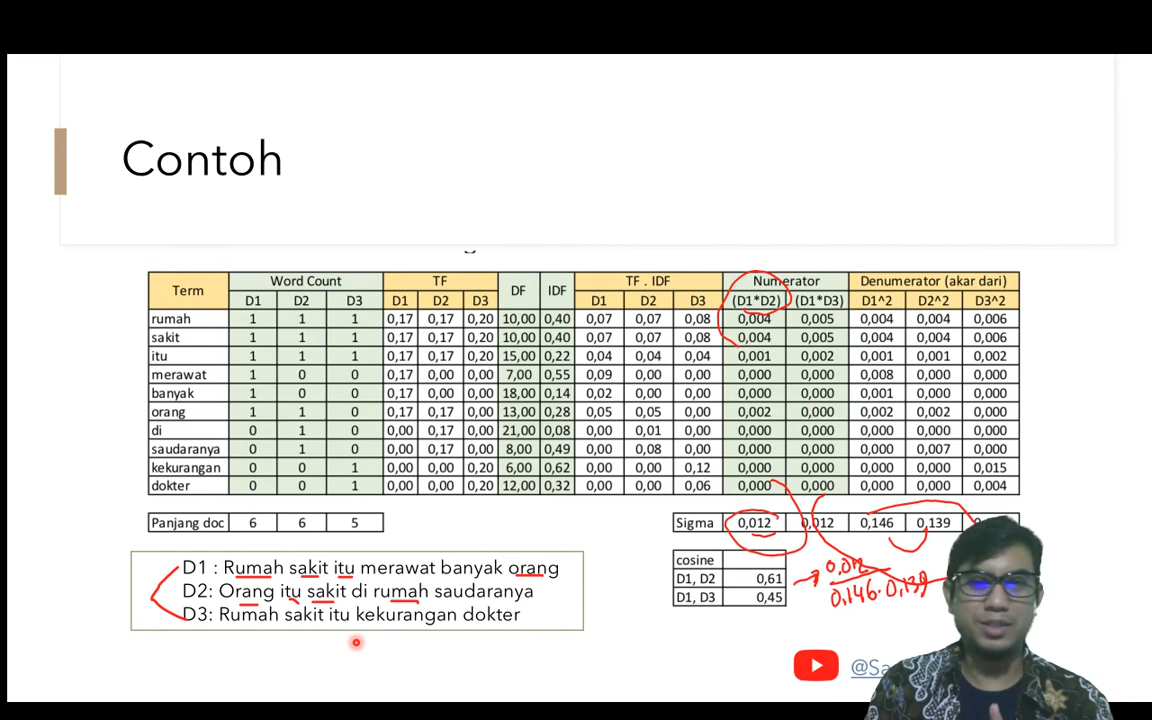 Contoh
Term Word Count TF DF IDF TF . IDF Numerator Denumerator (akar dari)
D1 D2 D3 D1 D2 D3 D1 D2 D3 (D1*D2) (D1*D3) D1^2 D2^2 D3^2
rumah 1 1 1 0,17 0,17 0,20 10,00 0,40 0,07 0,07 0,08 0,004 0,005 0,004 0,004 0,006
sakit 1 1 1 0,17 0,17 0,20 10,00 0,40 0,07 0,07 0,08 0,004 0,005 0,004 0,004 0,006
itu 1 1 1 0,17 0,17 0,20 15,00 0,22 0,04 0,04 0,04 0,001 0,002 0,001 0,001 0,002
merawat 1 0 0 0,17 0,00 0,00 7,00 0,55 0,09 0,00 0,00 0,000 0,000 0,008 0,000 0,000
banyak 1 0 0 0,17 0,00 0,00 18,00 0,14 0,02 0,00 0,00 0,000 0,000 0,001 0,000 0,000
orang 1 1 0 0,17 0,17 0,00 13,00 0,28 0,05 0,05 0,00 0,002 0,000 0,002 0,002 0,000
di 0 1 0 0,00 0,17 0,00 21,00 0,08 0,00 0,01 0,00 0,000 0,000 0,000 0,000 0,000
saudaranya 0 1 0 0,00 0,17 0,00 8,00 0,49 0,00 0,08 0,00 0,000 0,000 0,000 0,007 0,000
kekurangan 0 0 1 0,00 0,00 0,20 6,00 0,62 0,00 0,00 0,12 0,000 0,000 0,000 0,000 0,015
dokter 0 0 1 0,00 0,00 0,20 12,00 0,32 0,00 0,00 0,06 0,000 0,000 0,000 0,000 0,004
Panjang doc 6 6 5 Sigma 0,012 0,012 0,146 0,139
cosine
D1, D2 0,61
D1, D3 0,45
0,012
0,146 . 0,139
D1 : Rumah sakit itu merawat banyak orang
D2: Orang itu sakit di rumah saudaranya
D3: Rumah sakit itu kekurangan dokter